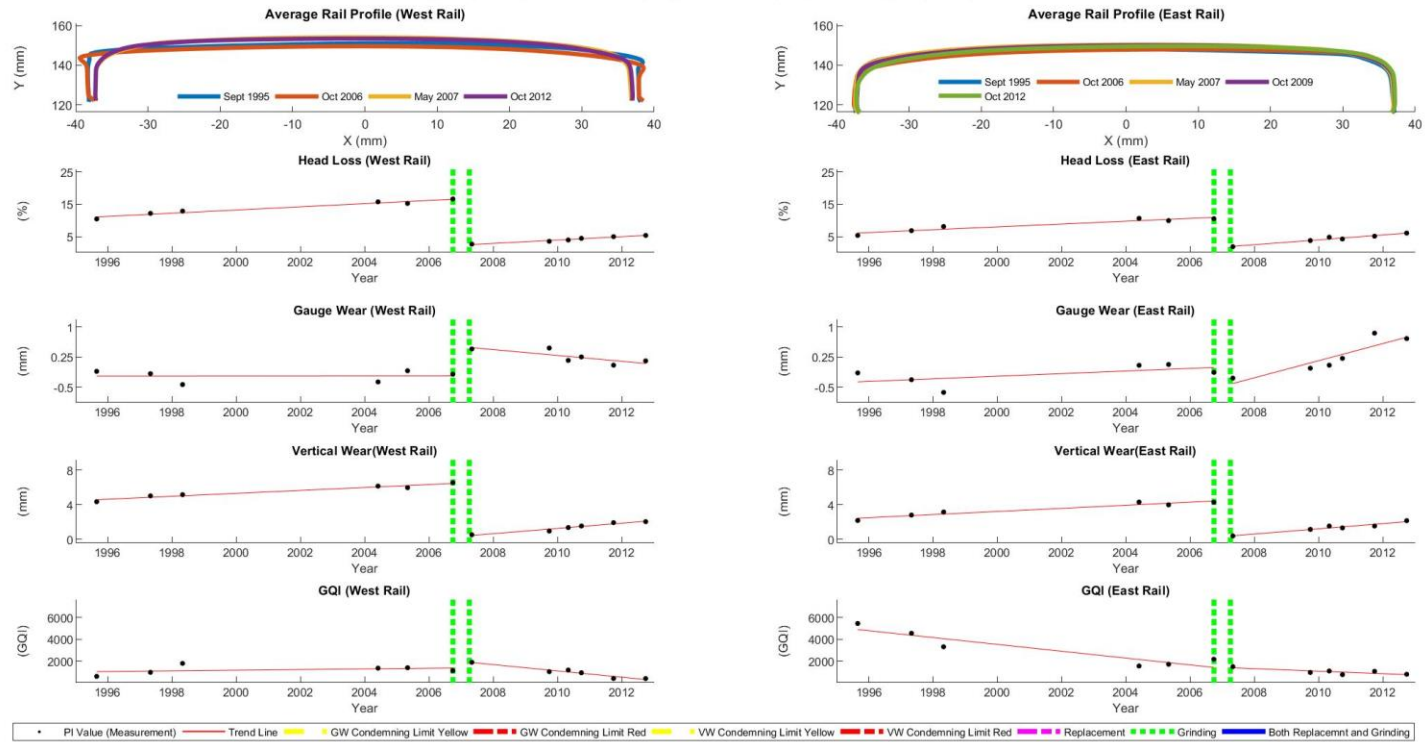 Average Rail Profile (West Rail)
160
140
120
Y (mm)
Sept 1995 Oct 2006 May 2007 Oct 2012
-40 -30 -20 -10 0 10 20 30 40
X (mm)
Average Rail Profile (East Rail)
160
140
120
Y (mm)
Sept 1995 Oct 2006 May 2007 Oct 2009
Oct 2012
-40 -30 -20 -10 0 10 20 30 40
X (mm)
Head Loss (West Rail)
25
15
5
(%)
1996 1998 2000 2002 2004 2006 2008 2010 2012
Year
Head Loss (East Rail)
25
15
5
(%)
1996 1998 2000 2002 2004 2006 2008 2010 2012
Year
Gauge Wear (West Rail)
1
0.25
-0.5
(mm)
1996 1998 2000 2002 2004 2006 2008 2010 2012
Year
Gauge Wear (East Rail)
1
0.25
-0.5
(mm)
1996 1998 2000 2002 2004 2006 2008 2010 2012
Year
Vertical Wear(West Rail)
8
4
0
(mm)
1996 1998 2000 2002 2004 2006 2008 2010 2012
Year
Vertical Wear(East Rail)
8
4
0
(mm)
1996 1998 2000 2002 2004 2006 2008 2010 2012
Year
GQI (West Rail)
6000
4000
2000
(GQI)
1996 1998 2000 2002 2004 2006 2008 2010 2012
Year
GQI (East Rail)
6000
4000
2000
(GQI)
1996 1998 2000 2002 2004 2006 2008 2010 2012
Year
PI Value (Measurement) Trend Line GW Condemning Limit Yellow GW Condemning Limit Red VW Condemning Limit Yellow VW Condemning Limit Red Replacement Grinding Both Replacemnt and Grinding